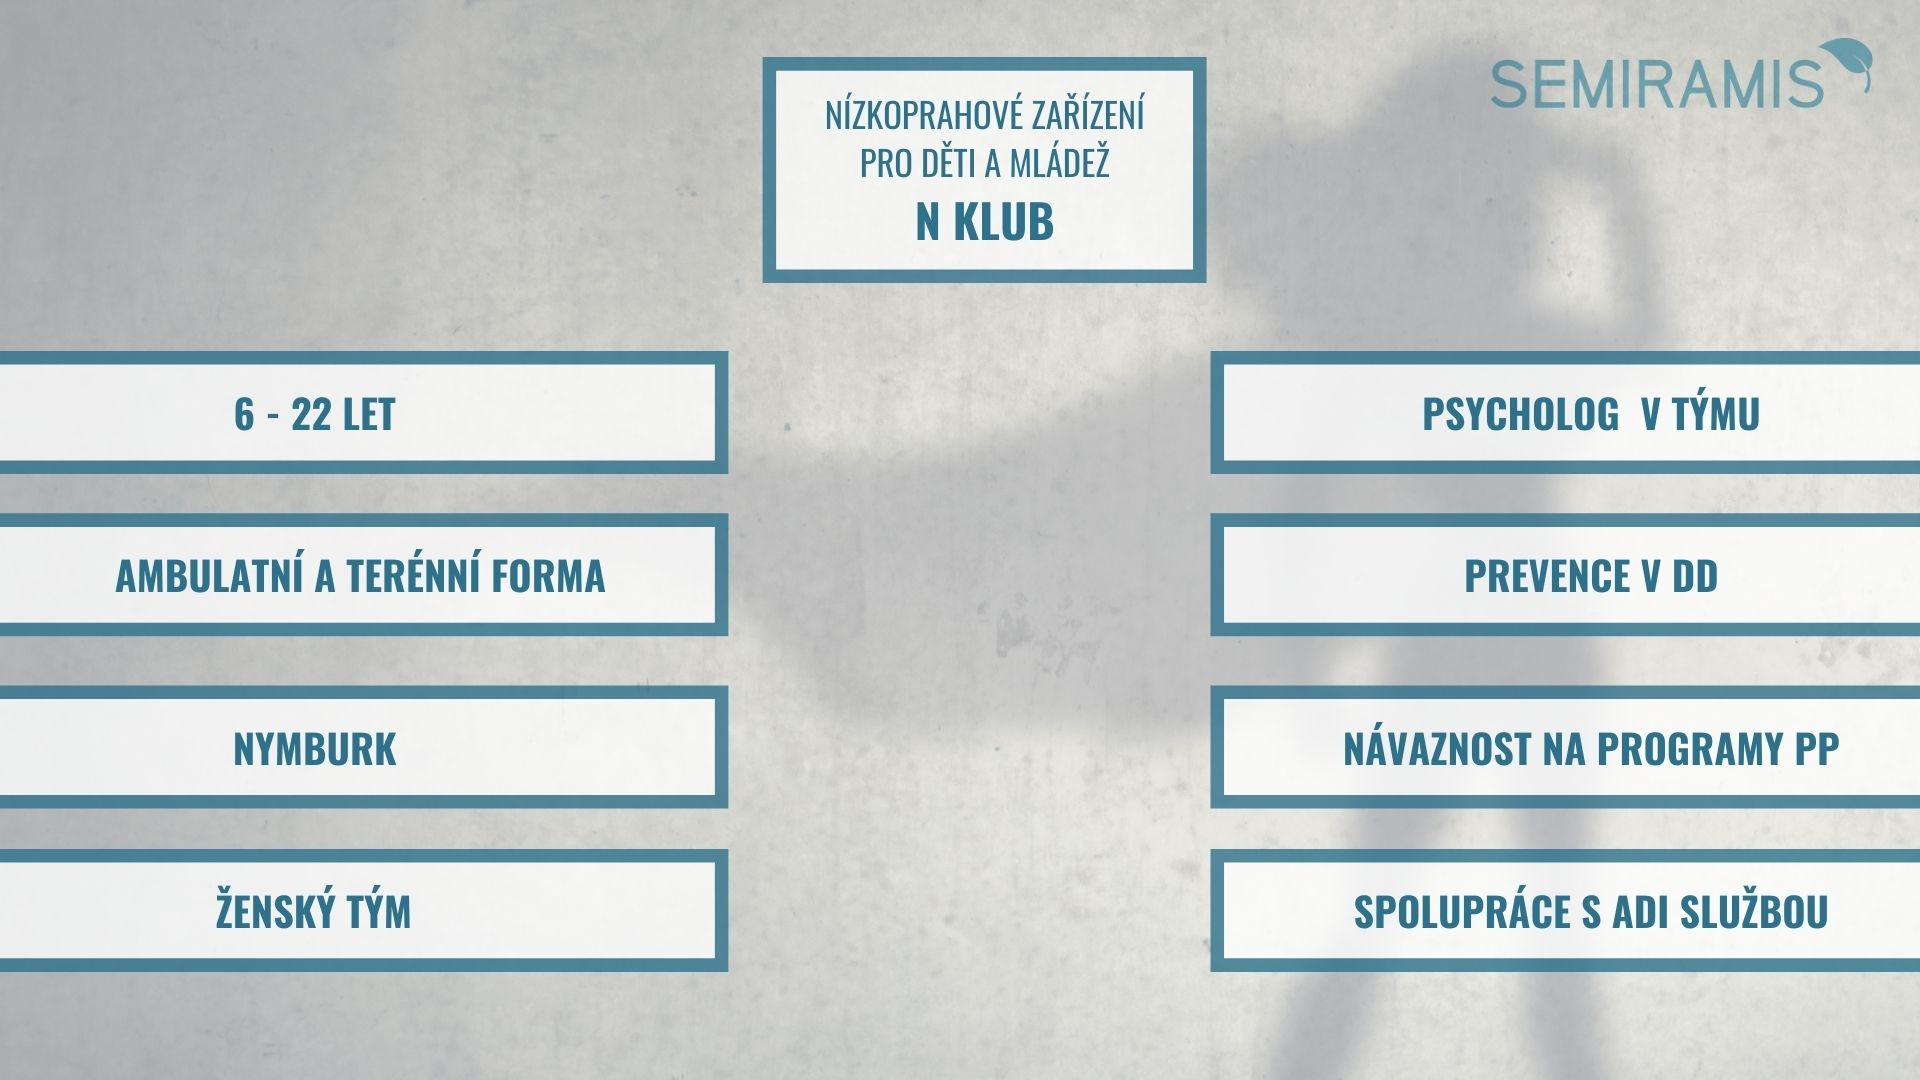 SEMIRAMIS
NÍZKOPRAHOVÉ ZAŘÍZENÍ
PRO DĚTI A MLÁDEŽ
N KLUB
6 - 22 LET
AMBULATNÍ A TERÉNNÍ FORMA
NYMBURK
ŽENSKÝ TÝM
PSYCHOLOG V TÝMU
PREVENCE V DD
NÁVAZNOST NA PROGRAMY PP
SPOLUPRÁCE S ADI SLUŽBOU